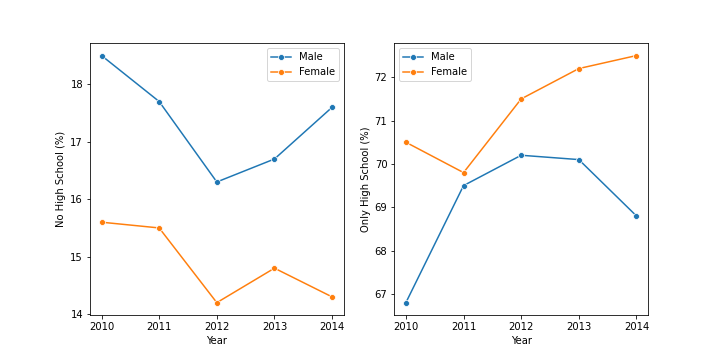 Male
Female
18
17
16
15
14
No High School (%)
2010 2011 2012 2013 2014
Year
Male
Female
72
71
70
69
68
67
Only High School (%)
2010 2011 2012 2013 2014
Year